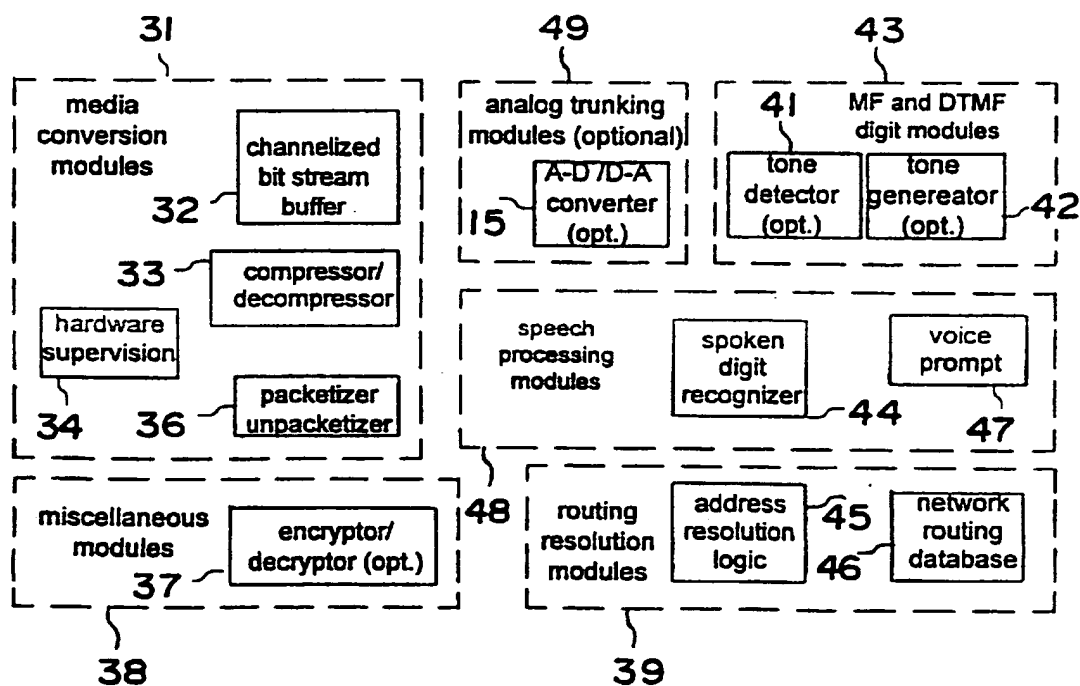 31
49
43
media
conversion
modules
channelized
bit stream
buffer
32
33
compressor/
decompressor
hardware
supervision
34
36
packetizer
unpacketizer
analog trunking
modules (optional)
A-D /D-A
converter
(opt.)
15
41
MF and DTMF
digit modules
tone
detector
(opt.)
tone
genereator
(opt.)
42
speech
processing
modules
spoken
digit
recognizer
44
voice
prompt
47
48
miscellaneous
modules
37
encryptor/
decryptor (opt.)
routing
resolution
modules
address
resolution
logic
45
46
network
routing
database
38
39